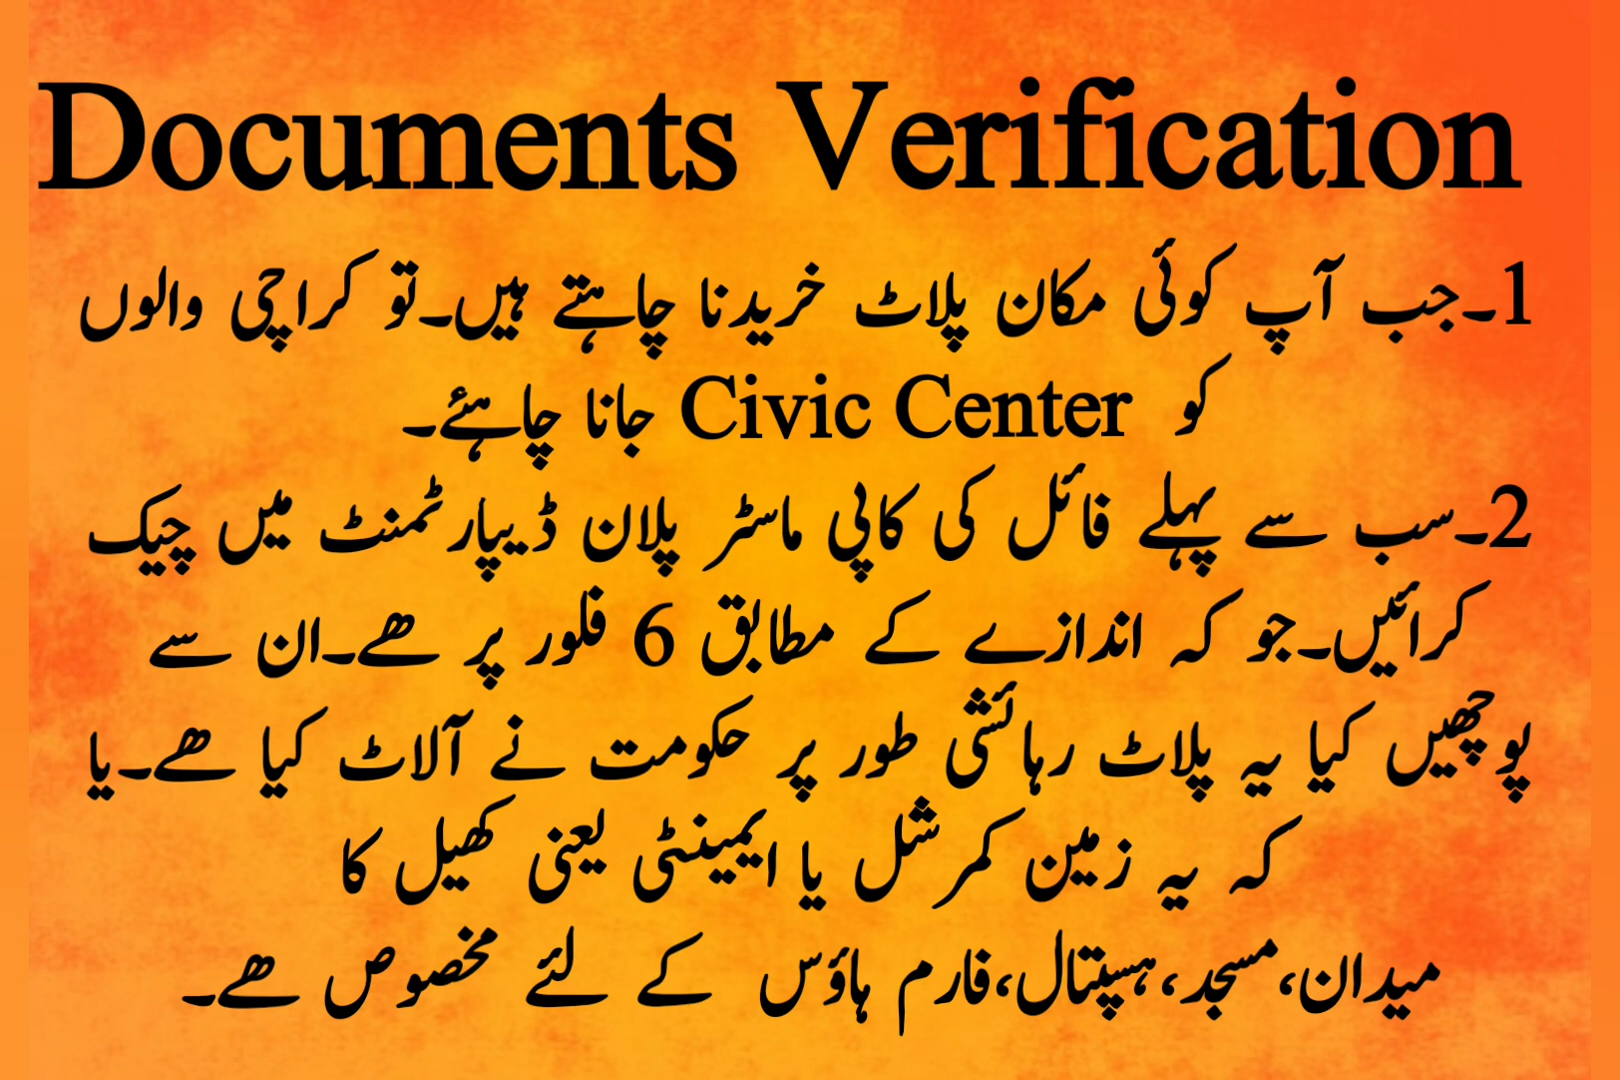 Documents Verification
1۔جب آپ کوئی مکان پلاٹ خریدنا چاہتے ہیں۔تو کراچی والوں
کو Civic Center جانا چاہئے۔
2۔سب سے پہلے فائل کی کاپی ماسٹر پلان ڈیپارٹمنٹ میں چیک
کرائیں۔جو کہ اندازے کے مطابق 6 فلور پر ھے۔ان سے
پوچھیں کیا یہ پلاٹ رہائشی طور پر حکومت نے آلاٹ کیا ھے۔یا
کہ یہ زمین کمرشل یا ایمینٹی یعنی کھیل کا
میدان،مسجد،ہسپتال،فارم ہاؤس کے لئے مخصوص ھے۔